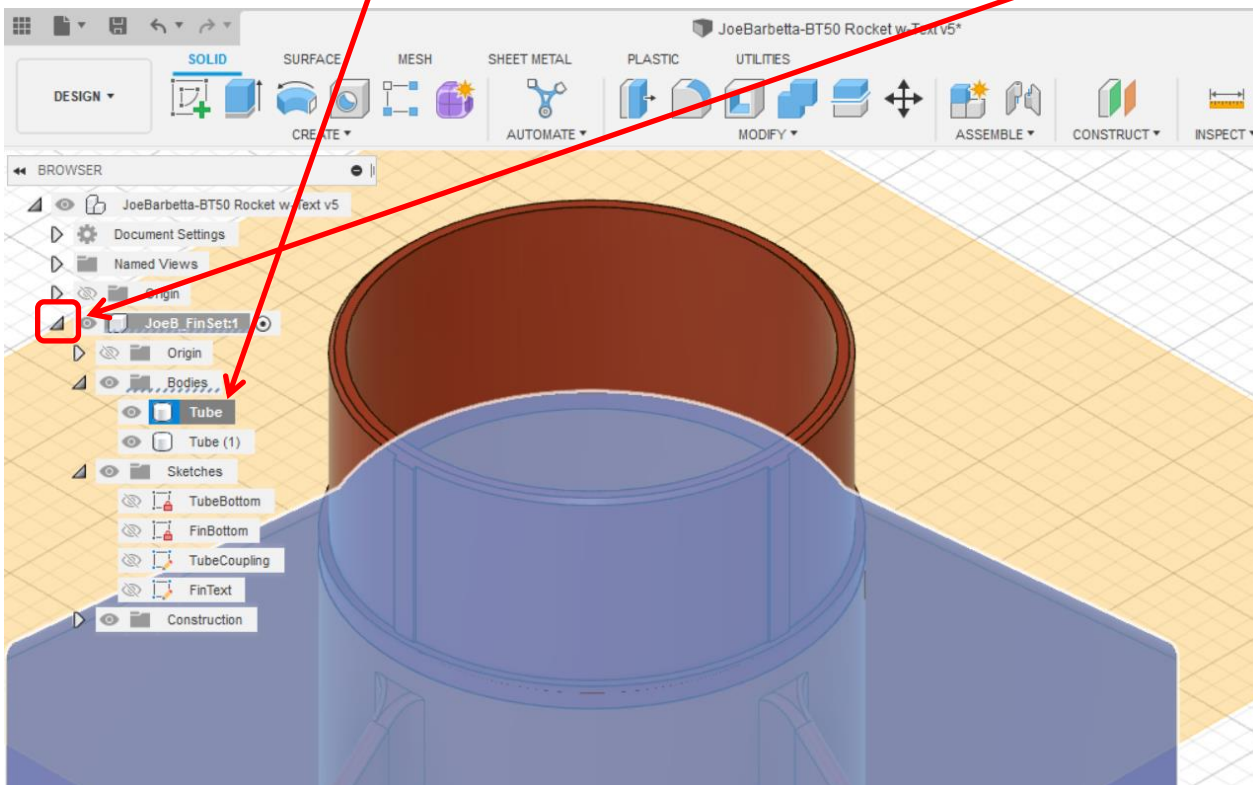 JoeBarbetta-BT50 Rocket w-Text v5*
SOLID SURFACE MESH SHEET METAL PLASTIC UTILITIES
DESIGN
CREATE AUTOMATE MODIFY ASSEMBLE CONSTRUCT INSPECT
BROWSER
JoeBarbetta-BT50 Rocket w-Text v5
Document Settings
Named Views
Origin
JoeB_FinSet:1
Origin
Bodies
Tube
Tube (1)
Sketches
TubeBottom
FinBottom
TubeCoupling
FinText
Construction